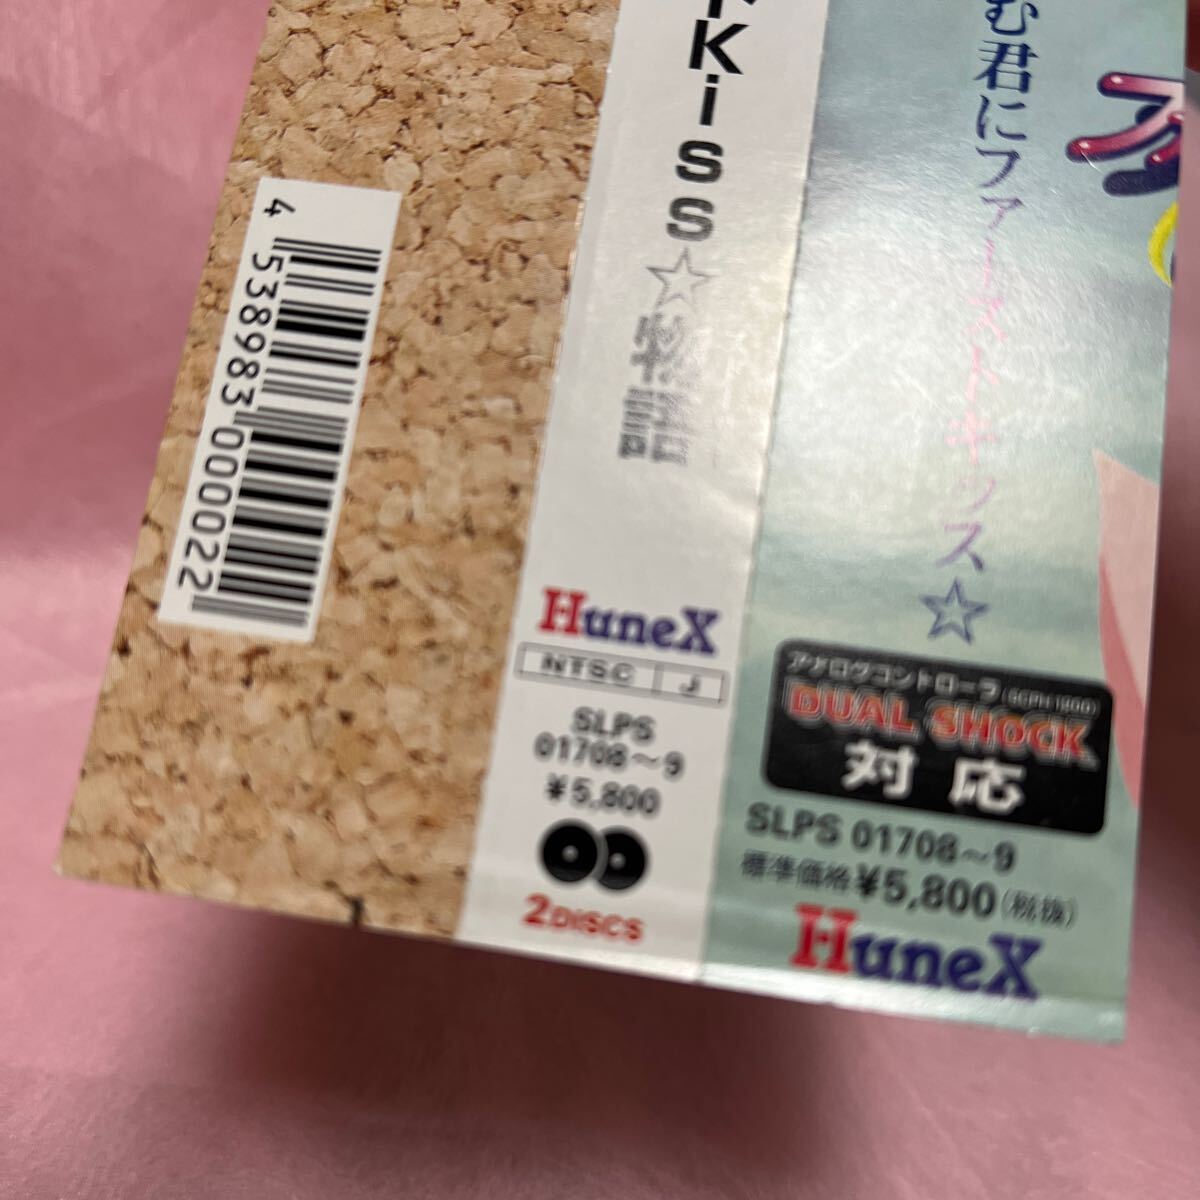 4 538983 000022
Kiss☆物語
HuneX
NTSC J
SLPS
01708～9
￥5,800
2DISCS
む君にファーストキッス☆
アナログコントローラ(SCPH 1200)
DUAL SHOCK
対応
SLPS 01708～9
標準価格￥5,800(税抜)
HuneX